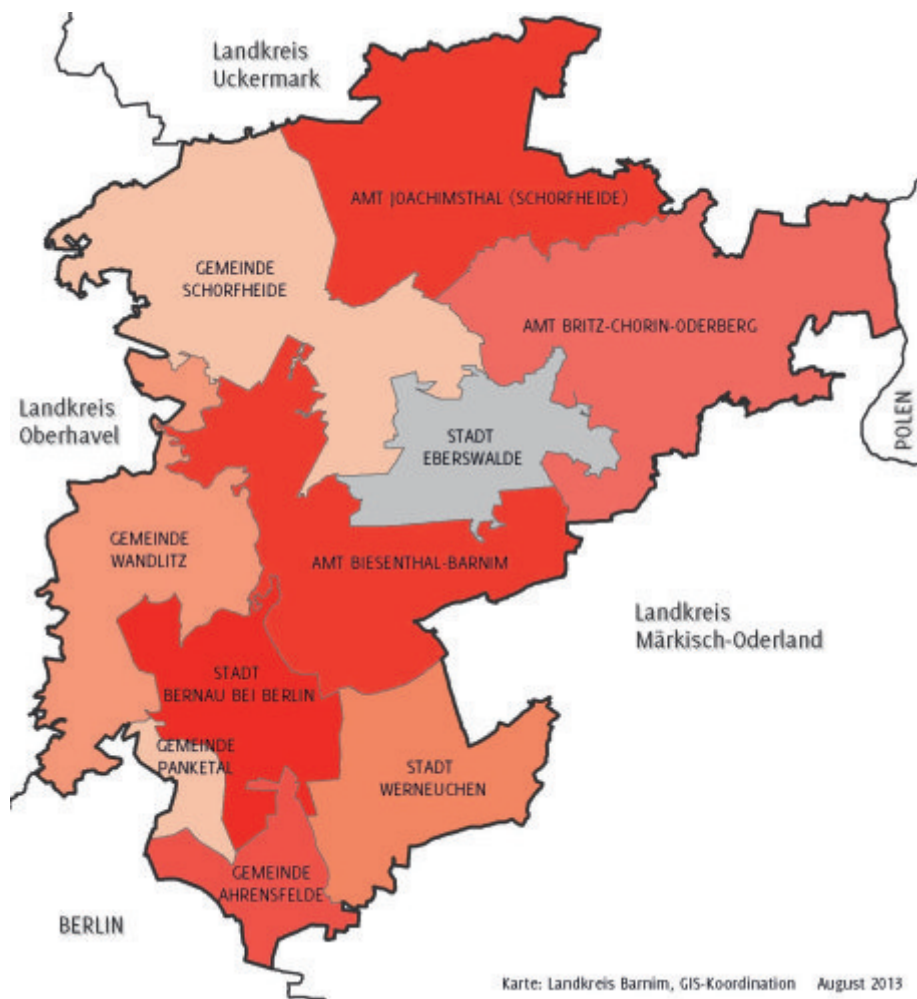 Landkreis
Uckermark
AMT JOACHIMSTHAL (SCHORFHEIDE)
GEMEINDE
SCHORFHEIDE
AMT BRITZ-CHORIN-ODERBERG
Landkreis
Oberhavel
STADT
EBERSWALDE
POLEN
GEMEINDE
WANDLITZ
AMT BIESENTHAL-BARNIM
Landkreis
Märkisch-Oderland
STADT
BERNAU BEI BERLIN
GEMEINDE
PANKETAL
STADT
WERNEUCHEN
GEMEINDE
AHRENSFELDE
BERLIN
Karte: Landkreis Barnim, GIS-Koordination August 2013